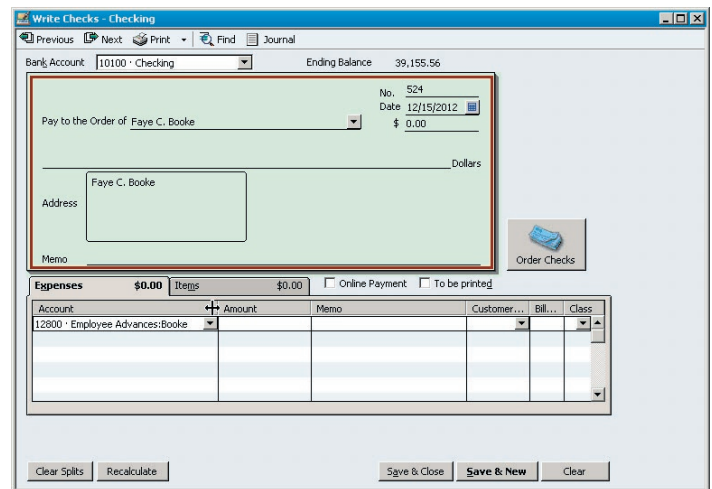 Write Checks - Checking
Previous Next Print Find Journal
Bank Account 10100 · Checking Ending Balance 39,155.56
No. 524
Date 12/15/2012
Pay to the Order of Faye C. Booke $ 0.00
Dollars
Faye C. Booke
Address
Memo
Order Checks
Expenses $0.00 Items $0.00 Online Payment To be printed
Account Amount Memo Customer... Bill... Class
12800 · Employee Advances:Booke
Clear Splits Recalculate Save & Close Save & New Clear